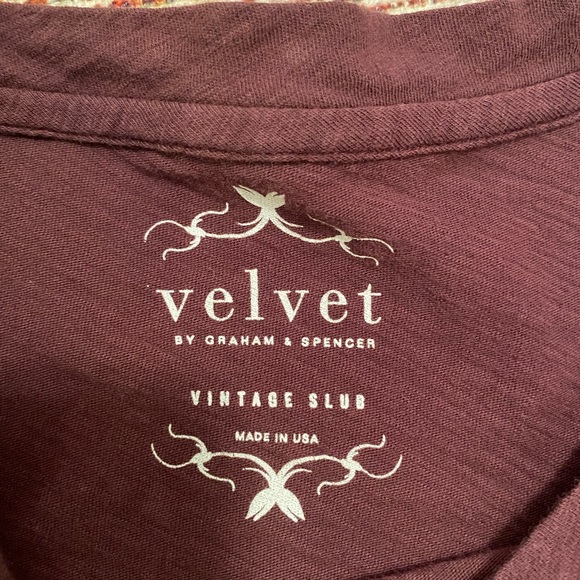 velvet
BY GRAHAM & SPENCER
VINTAGE SLUB
MADE IN USA